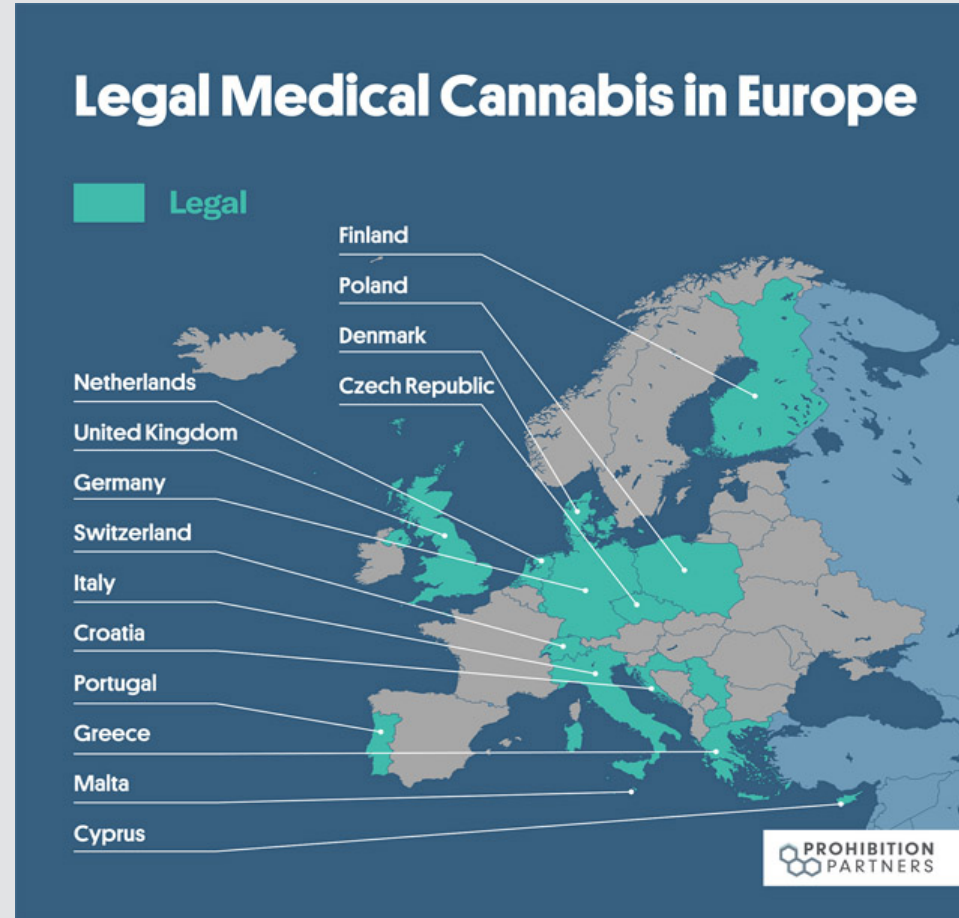 Legal Medical Cannabis in Europe
Legal
Finland
Poland
Denmark
Czech Republic
Netherlands
United Kingdom
Germany
Switzerland
Italy
Croatia
Portugal
Greece
Malta
Cyprus
PROHIBITION
PARTNERS